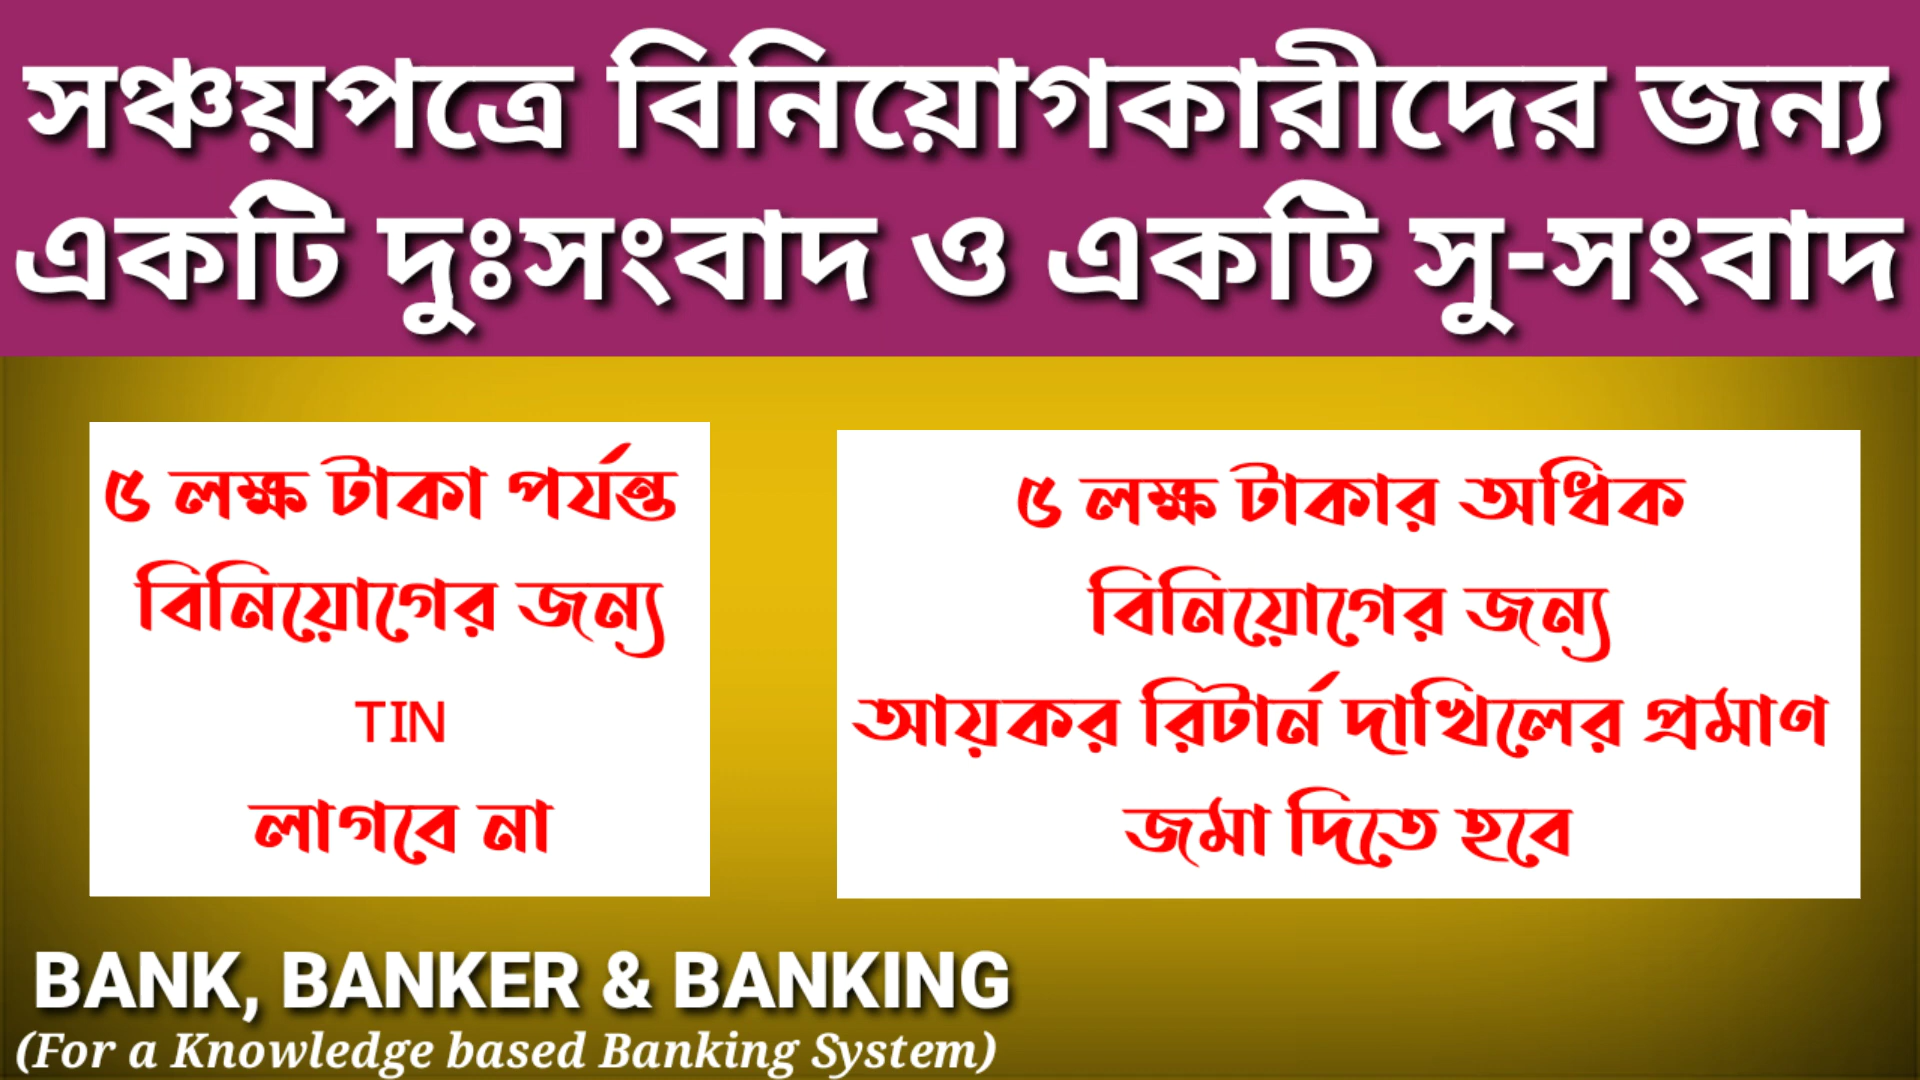 সঞ্চয়পত্রে বিনিয়োগকারীদের জন্য
একটি দুঃসংবাদ ও একটি সু-সংবাদ
৫ লক্ষ টাকা পর্যন্ত
বিনিয়োগের জন্য
TIN
লাগবে না
৫ লক্ষ টাকার অধিক
বিনিয়োগের জন্য
আয়কর রিটার্ন দাখিলের প্রমাণ
জমা দিতে হবে
BANK, BANKER & BANKING
(For a Knowledge based Banking System)